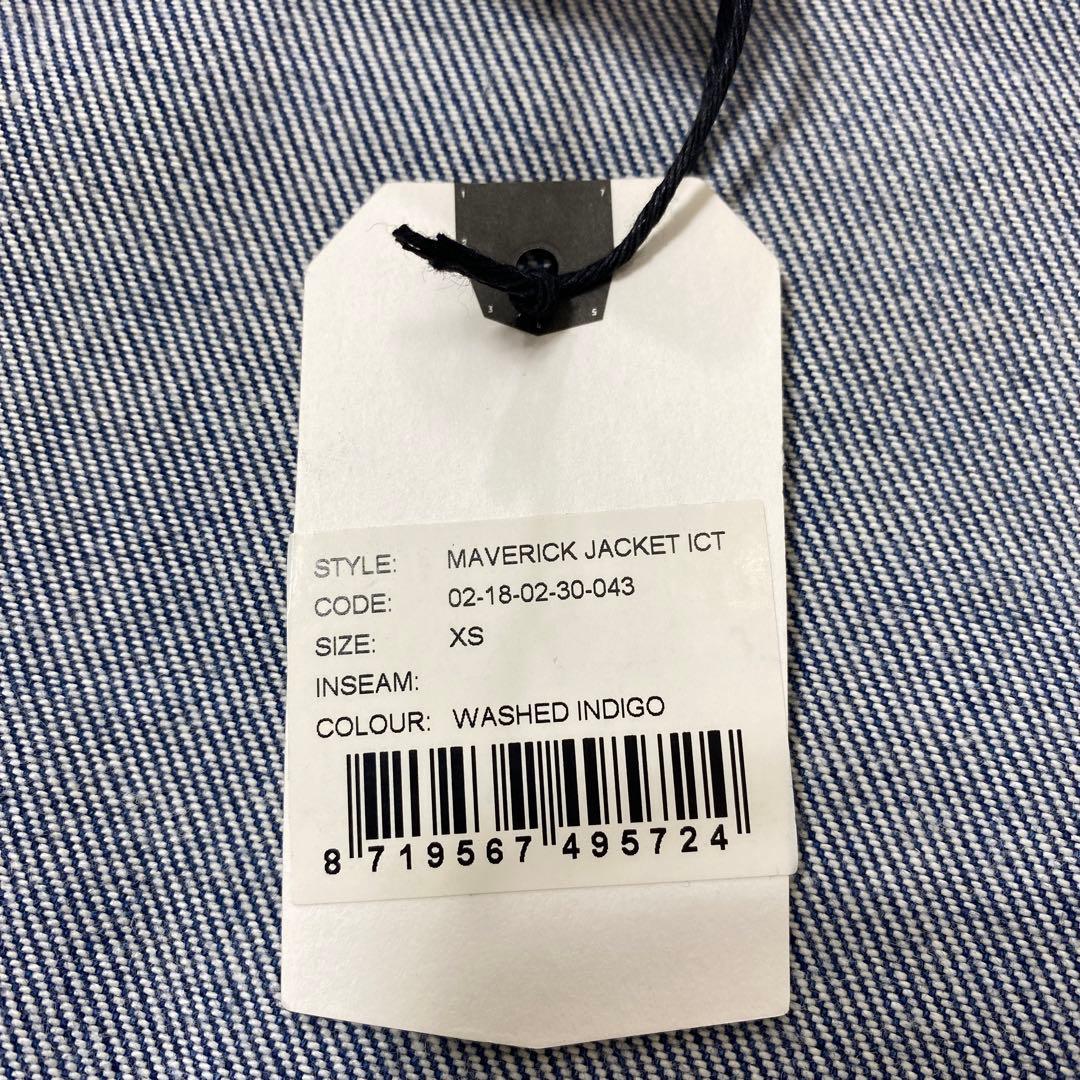 STYLE: MAVERICK JACKET ICT
CODE: 02-18-02-30-043
SIZE: XS
INSEAM:
COLOUR: WASHED INDIGO
8 719567 495724